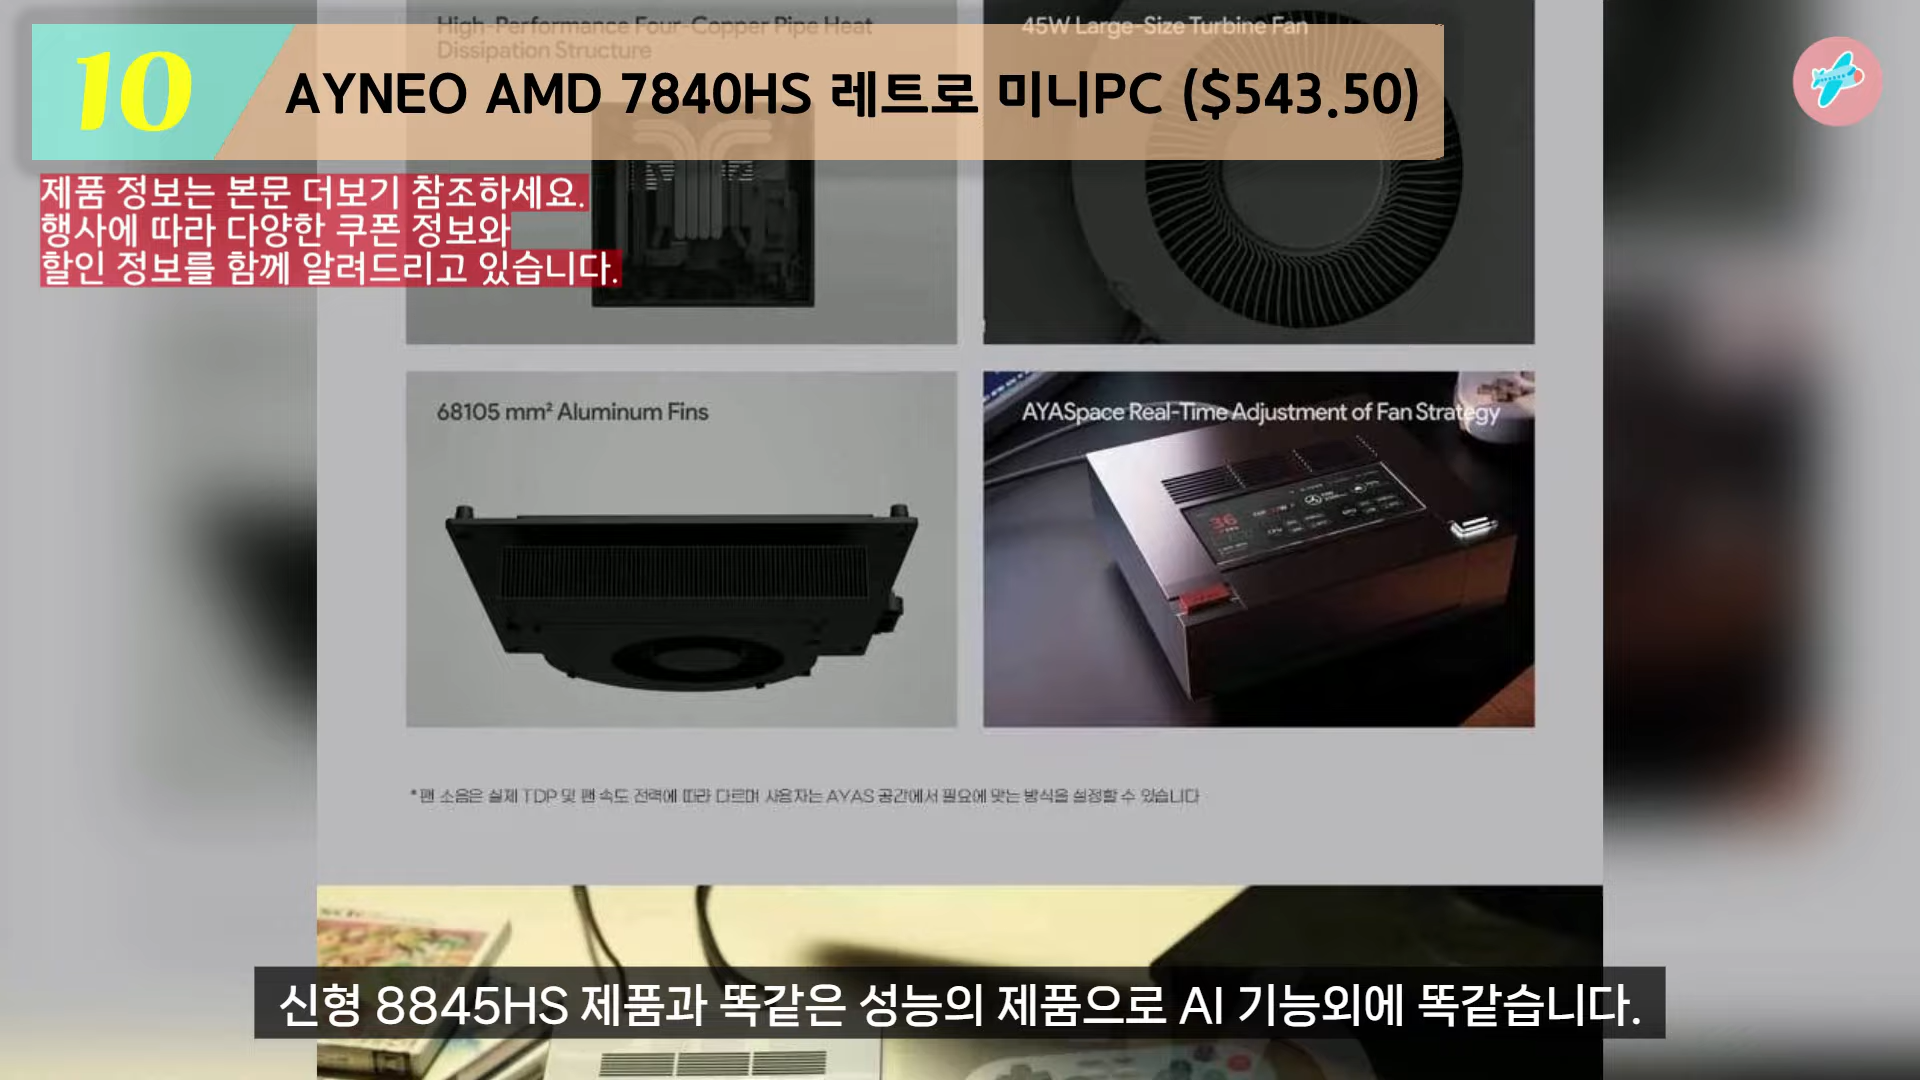 High-Performance Four-Copper Pipe Heat
Dissipation Structure
45W Large-Size Turbine Fan
10
AYNEO AMD 7840HS 레트로 미니PC ($543.50)
제품 정보는 본문 더보기 참조하세요.
행사에 따라 다양한 쿠폰 정보와
할인 정보를 함께 알려드리고 있습니다.
68105 mm² Aluminum Fins
AYASpace Real-Time Adjustment of Fan Strategy
36
* 팬 소음은 실제 TDP 및 팬 속도 전력에 따라 다르며 사용자는 AYAS 공간에서 필요에 맞는 방식을 설정할 수 있습니다
신형 8845HS 제품과 똑같은 성능의 제품으로 AI 기능외에 똑같습니다.